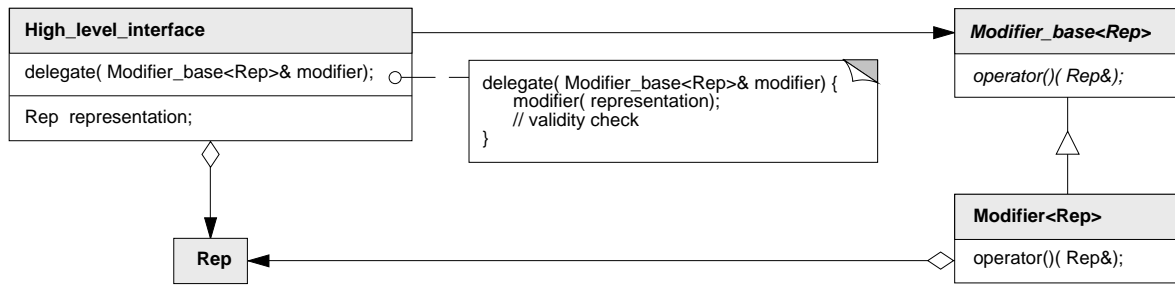 High_level_interface
delegate( Modifier_base<Rep>& modifier);
Rep representation;
delegate( Modifier_base<Rep>& modifier) {
modifier( representation);
// validity check
}
Modifier_base<Rep>
operator()( Rep&);
Rep
Modifier<Rep>
operator()( Rep&);